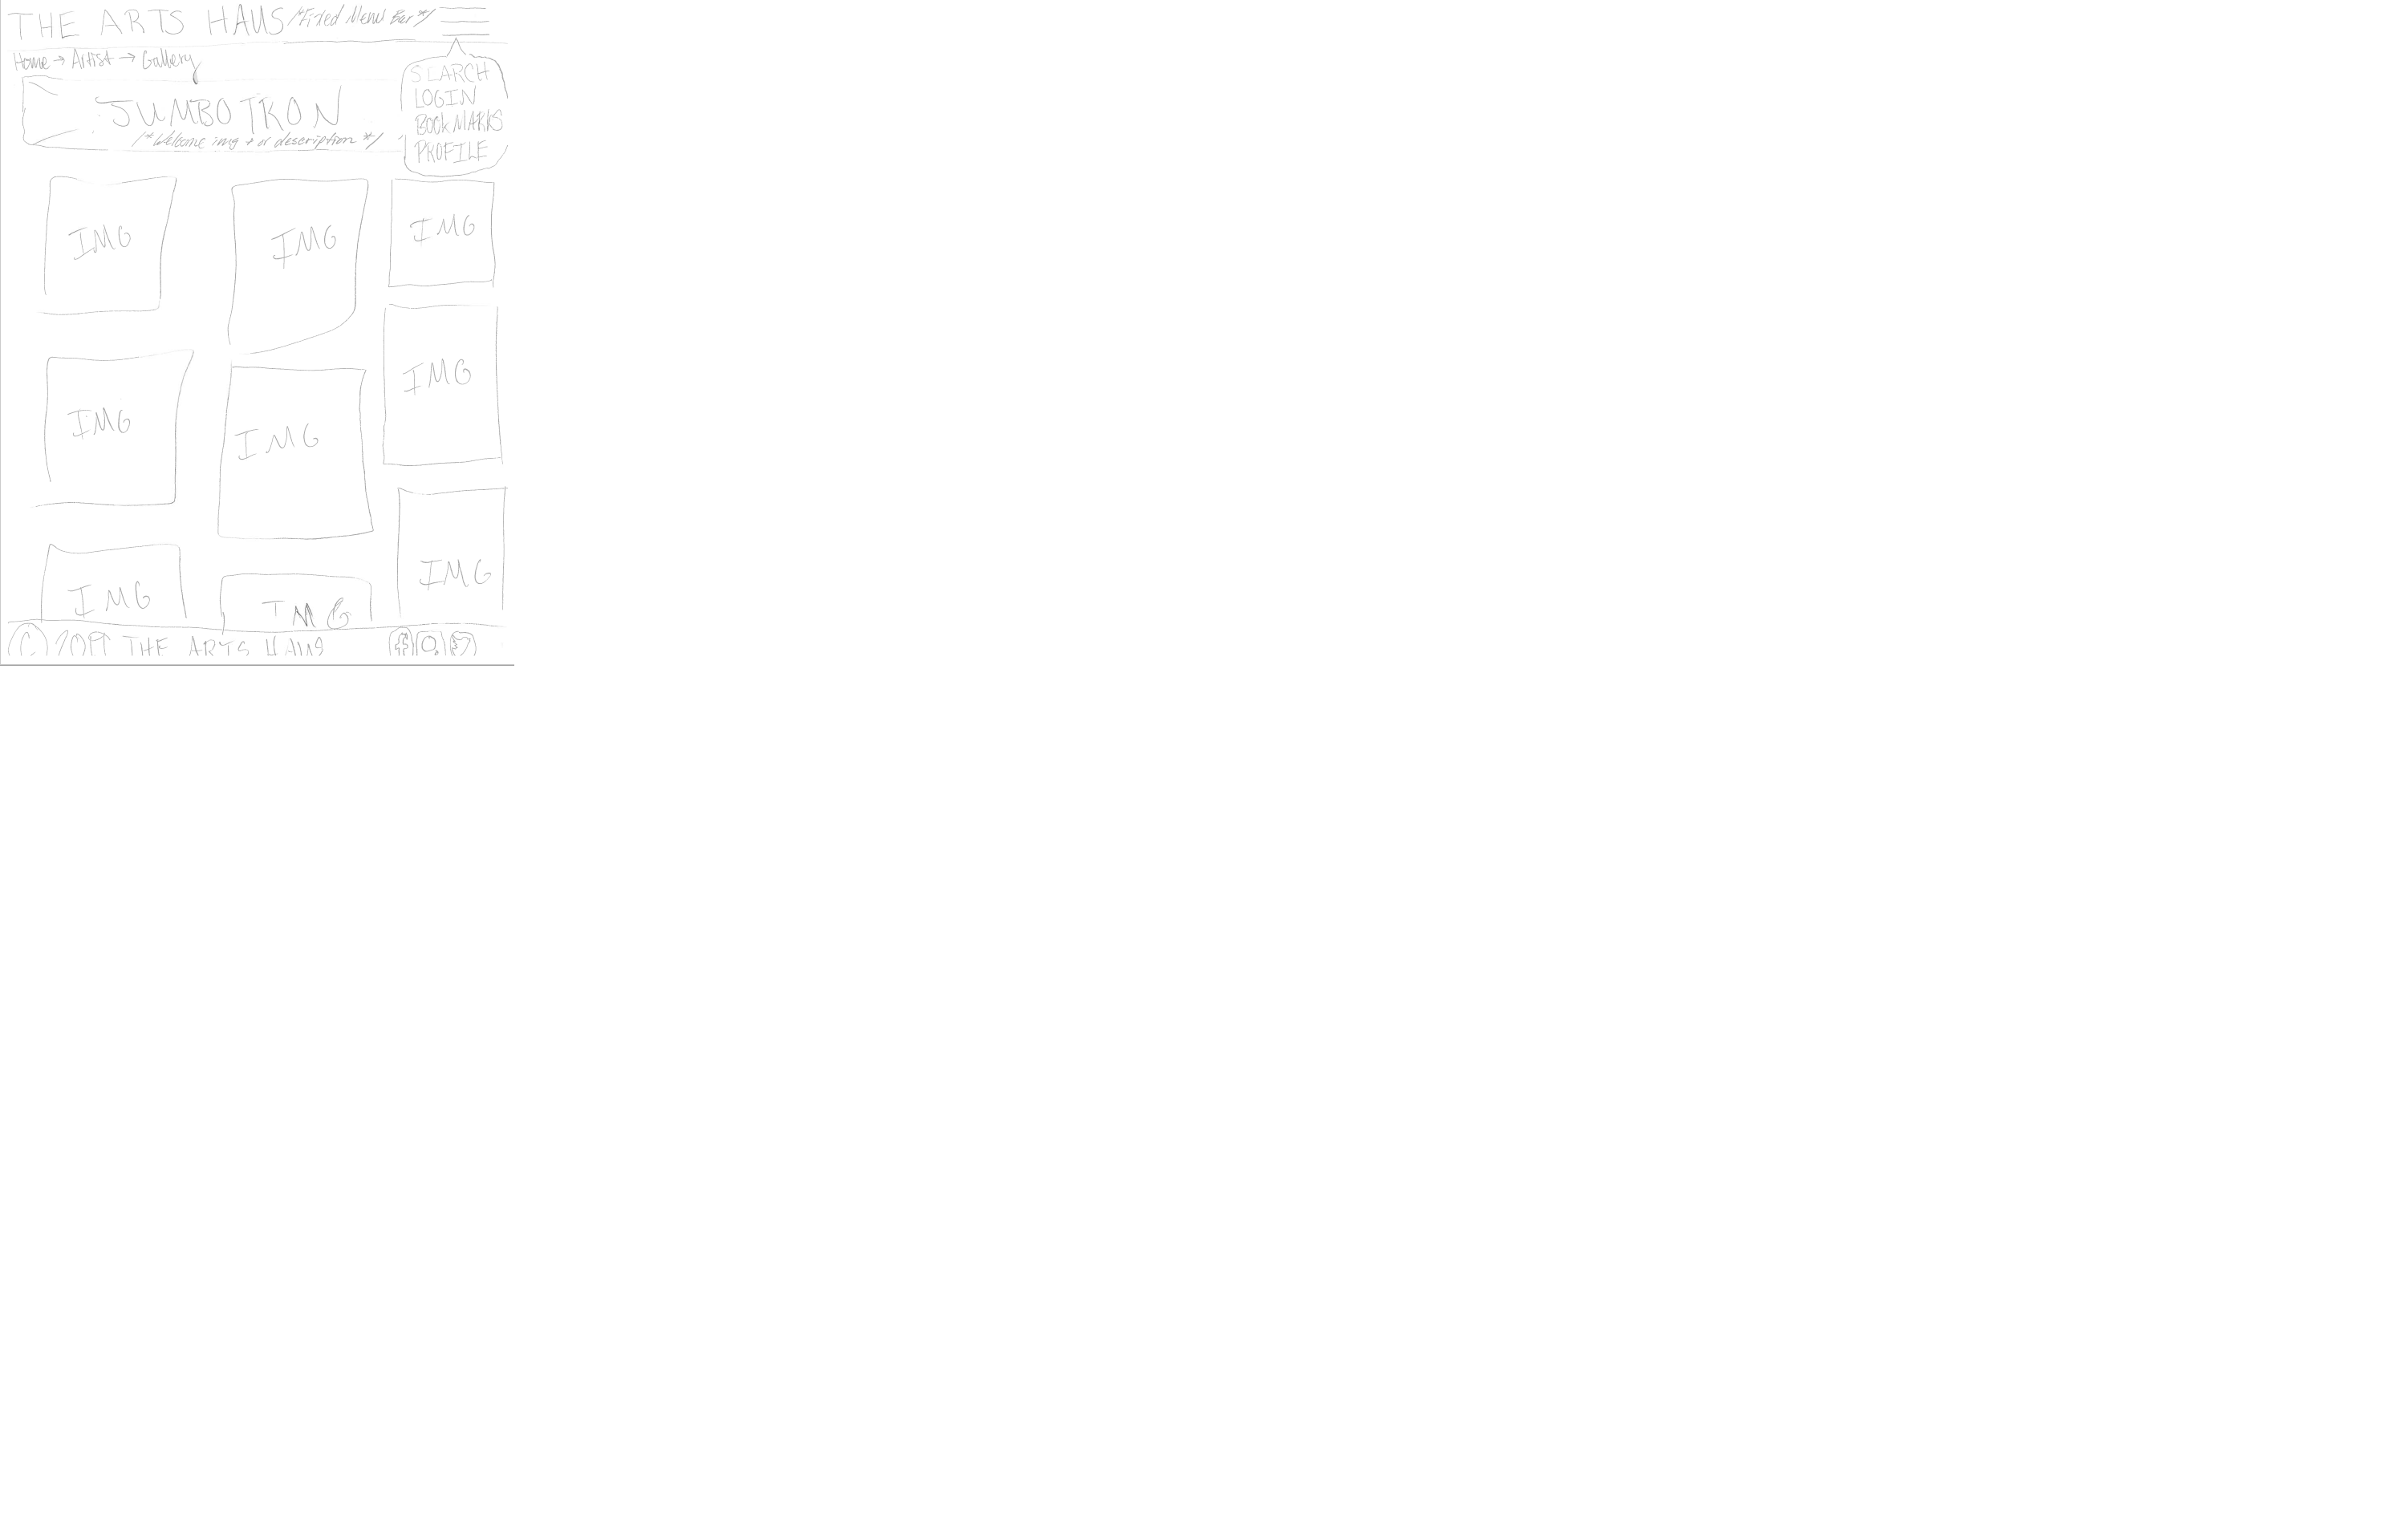 THE ARTS HAUS /*Fixed Menu Bar*/
Home → Artist → Gallery
SEARCH
LOGIN
BOOKMARKS
PROFILE
JUMBOTRON
/*Welcome img + or description*/
IMG
IMG
IMG
IMG
IMG
IMG
IMG
IMG
IMG
© 2019 THE ARTS HAUS